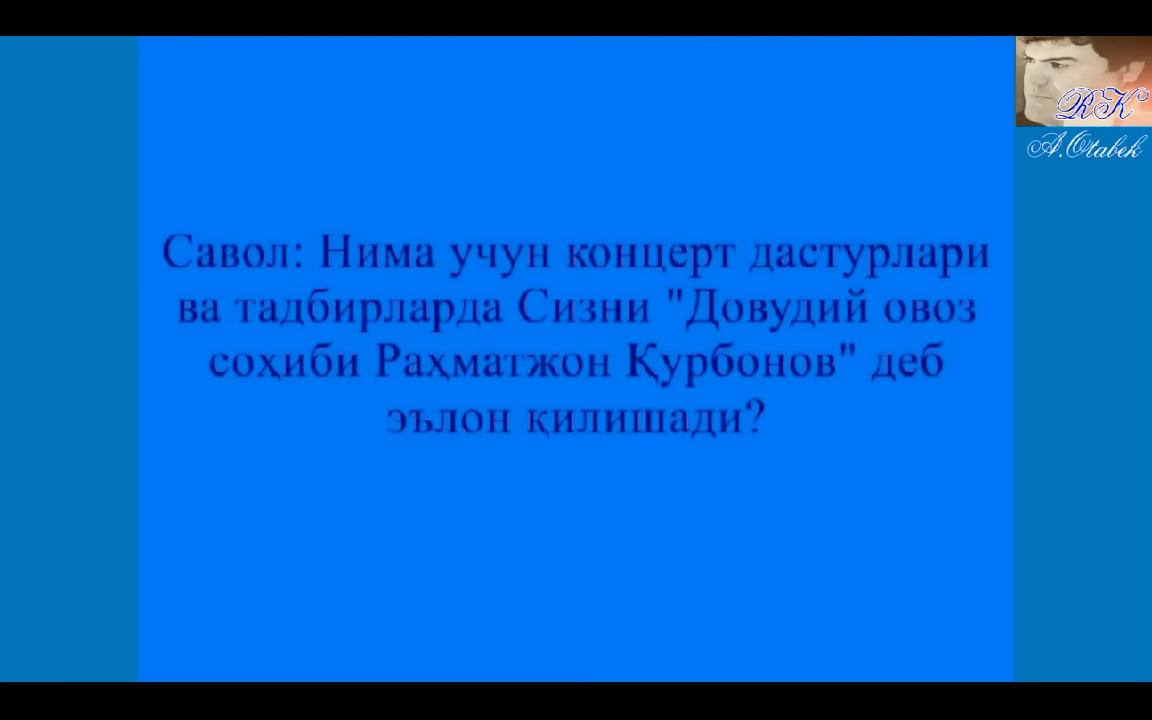 RK
A.Otabek
Савол: Нима учун концерт дастурлари
ва тадбирларда Сизни "Довудий овоз
соҳиби Раҳматжон Қурбонов" деб
эълон қилишади?